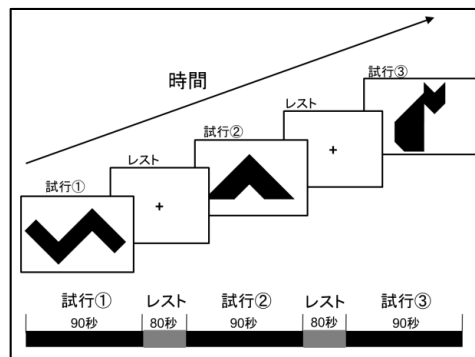 時間
試行①
レスト
+
試行②
レスト
+
試行③
試行① レスト 試行② レスト 試行③
90秒 80秒 90秒 80秒 90秒